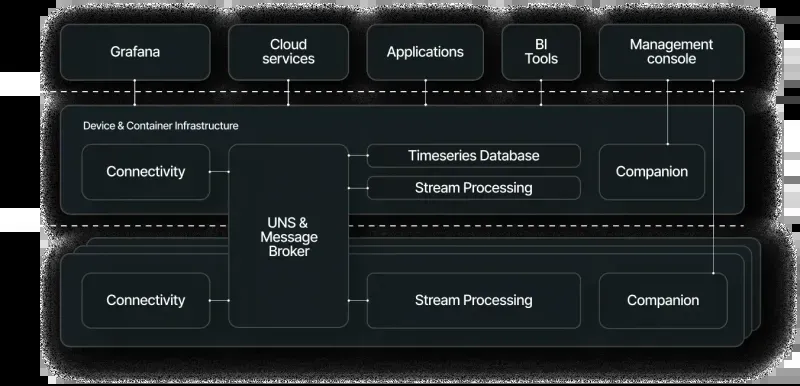 Grafana
Cloud
services
Applications
BI
Tools
Management
console
Device & Container Infrastructure
Connectivity
UNS &
Message
Broker
Timeseries Database
Stream Processing
Companion
Connectivity
Stream Processing
Companion